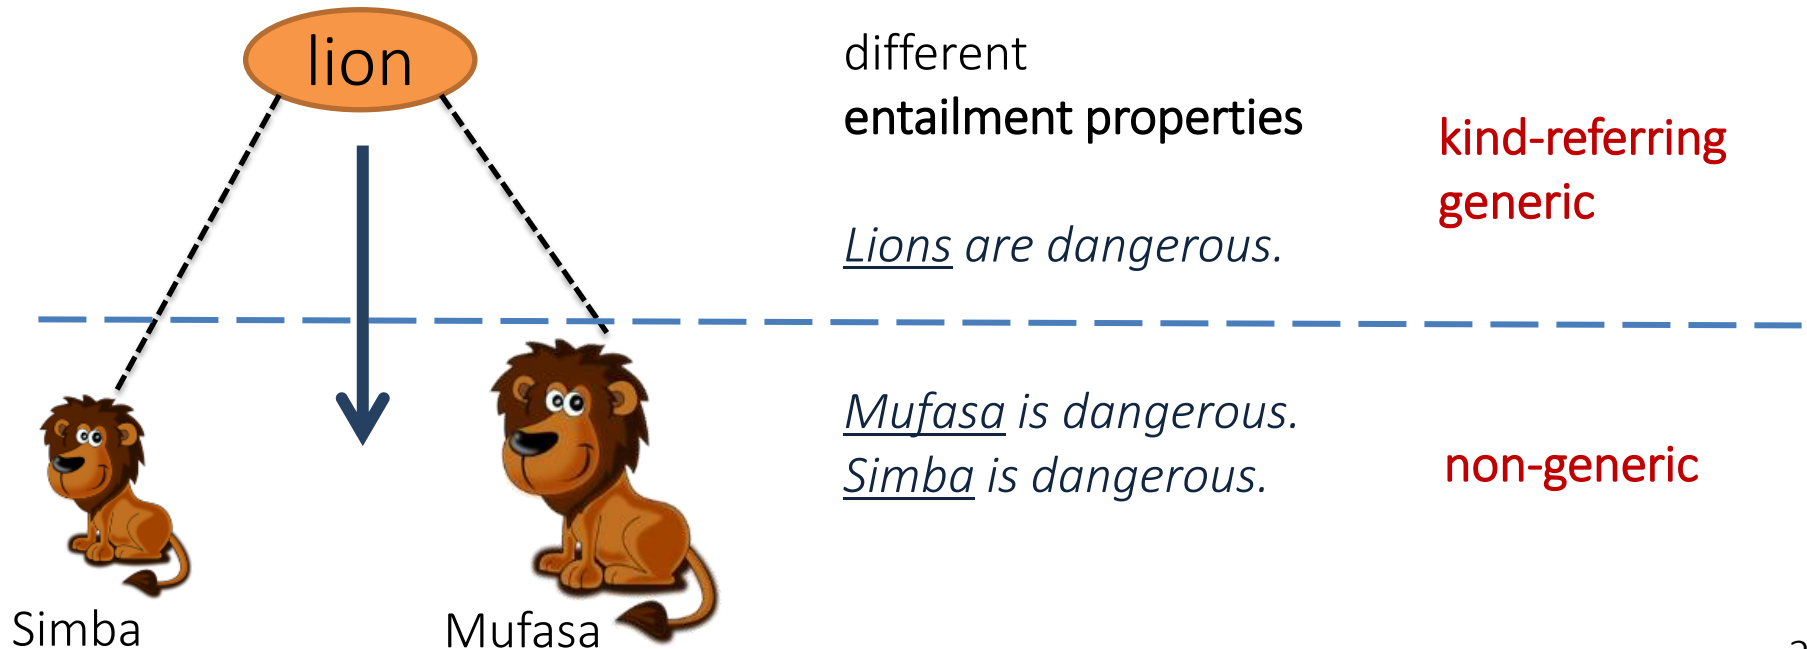 lion
different
entailment properties
kind-referring
generic
Lions are dangerous.
Mufasa is dangerous.
Simba is dangerous.
non-generic
Simba
Mufasa